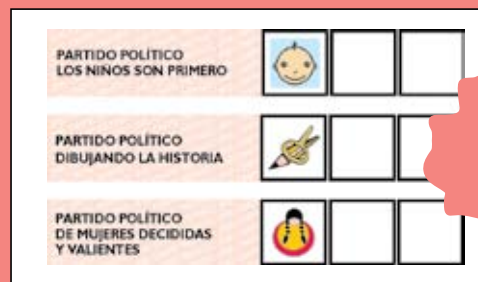 PARTIDO POLÍTICO
LOS NIÑOS SON PRIMERO
PARTIDO POLÍTICO
DIBUJANDO LA HISTORIA
PARTIDO POLÍTICO
DE MUJERES DECIDIDAS
Y VALIENTES